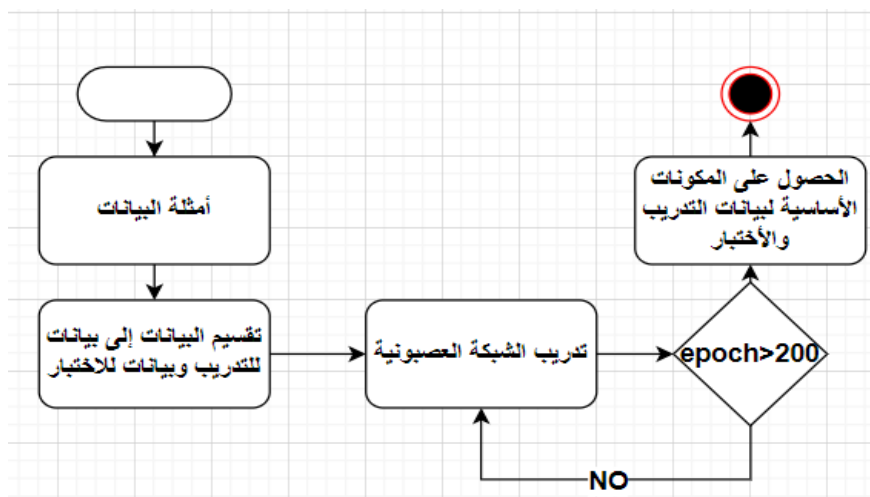 أمثلة البيانات
تقسيم البيانات إلى بيانات
للتدريب وبيانات للاختبار
تدريب الشبكة العصبونية
epoch>200
NO
الحصول على المكونات
الأساسية لبيانات التدريب
والأختبار